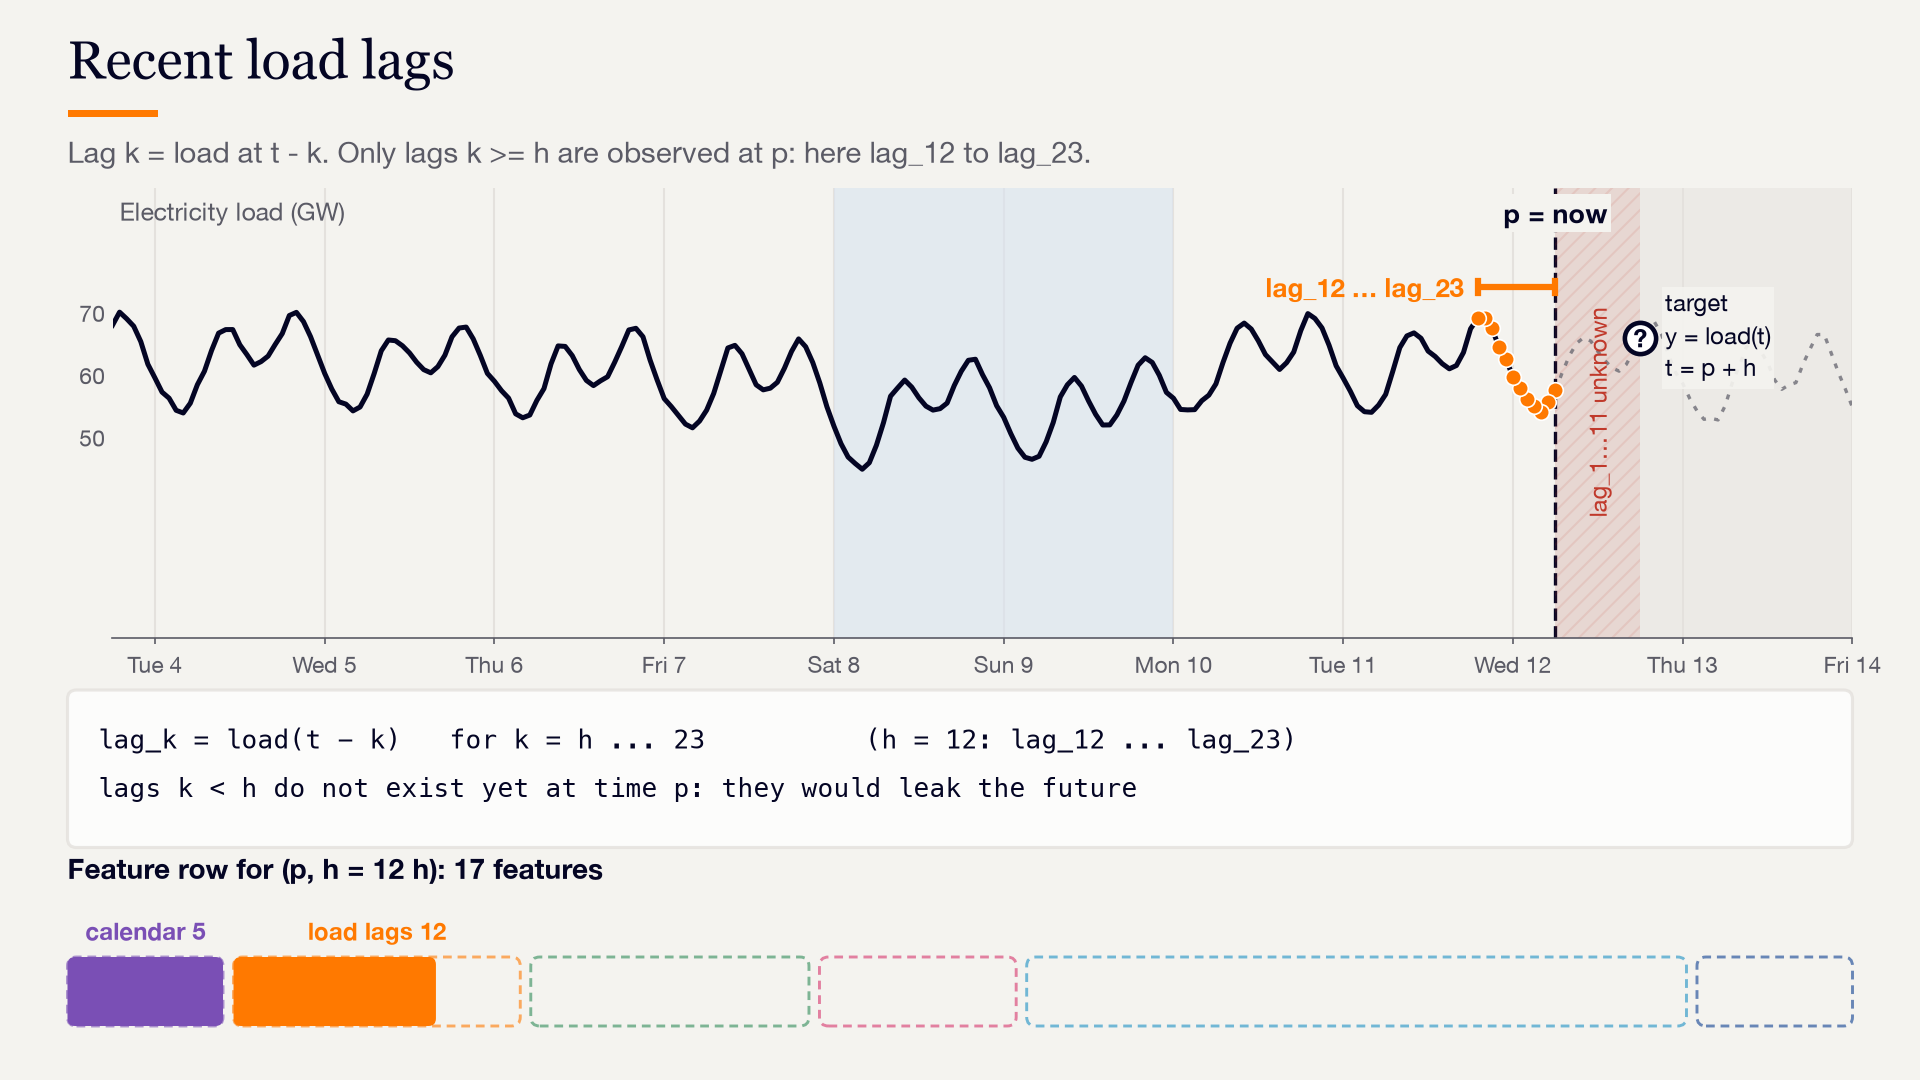 Recent load lags
Lag k = load at t - k. Only lags k >= h are observed at p: here lag_12 to lag_23.
Electricity load (GW)
p = now
lag_12 ... lag_23
target
y = load(t)
t = p + h
?
lag_1...11 unknown
70
60
50
Tue 4
Wed 5
Thu 6
Fri 7
Sat 8
Sun 9
Mon 10
Tue 11
Wed 12
Thu 13
Fri 14
lag_k = load(t − k)   for k = h ... 23          (h = 12: lag_12 ... lag_23)
lags k < h do not exist yet at time p: they would leak the future
Feature row for (p, h = 12 h): 17 features
calendar 5
load lags 12